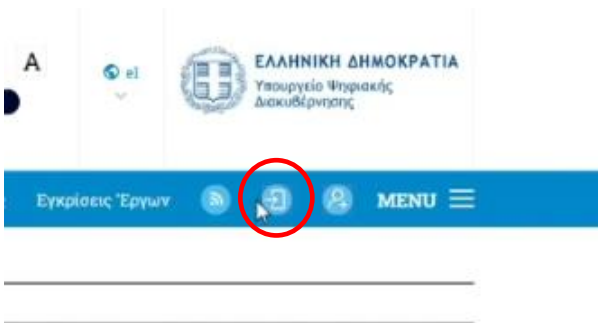 A
el
ΕΛΛΗΝΙΚΗ ΔΗΜΟΚΡΑΤΙΑ
Υπουργείο Ψηφιακής
Διακυβέρνησης
Εγκρίσεις Έργων
MENU